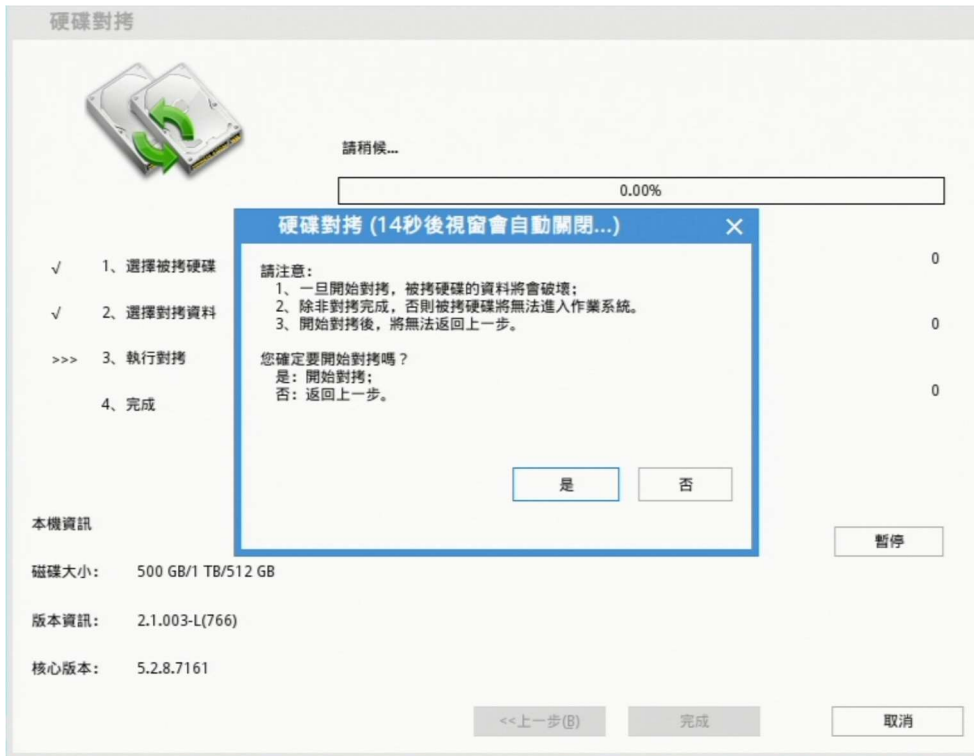 硬碟對拷
請稍候...
0.00%
硬碟對拷 (14秒後視窗會自動關閉...)
請注意：
1、一旦開始對拷，被拷硬碟的資料將會破壞；
2、除非對拷完成，否則被拷硬碟將無法進入作業系統。
3、開始對拷後，將無法返回上一步。
您確定要開始對拷嗎？
是：開始對拷；
否：返回上一步。
是
否
√ 1、選擇被拷硬碟
√ 2、選擇對拷資料
>>> 3、執行對拷
4、完成
0
0
0
暫停
本機資訊
磁碟大小： 500 GB/1 TB/512 GB
版本資訊： 2.1.003-L(766)
核心版本： 5.2.8.7161
<<上一步(B)
完成
取消